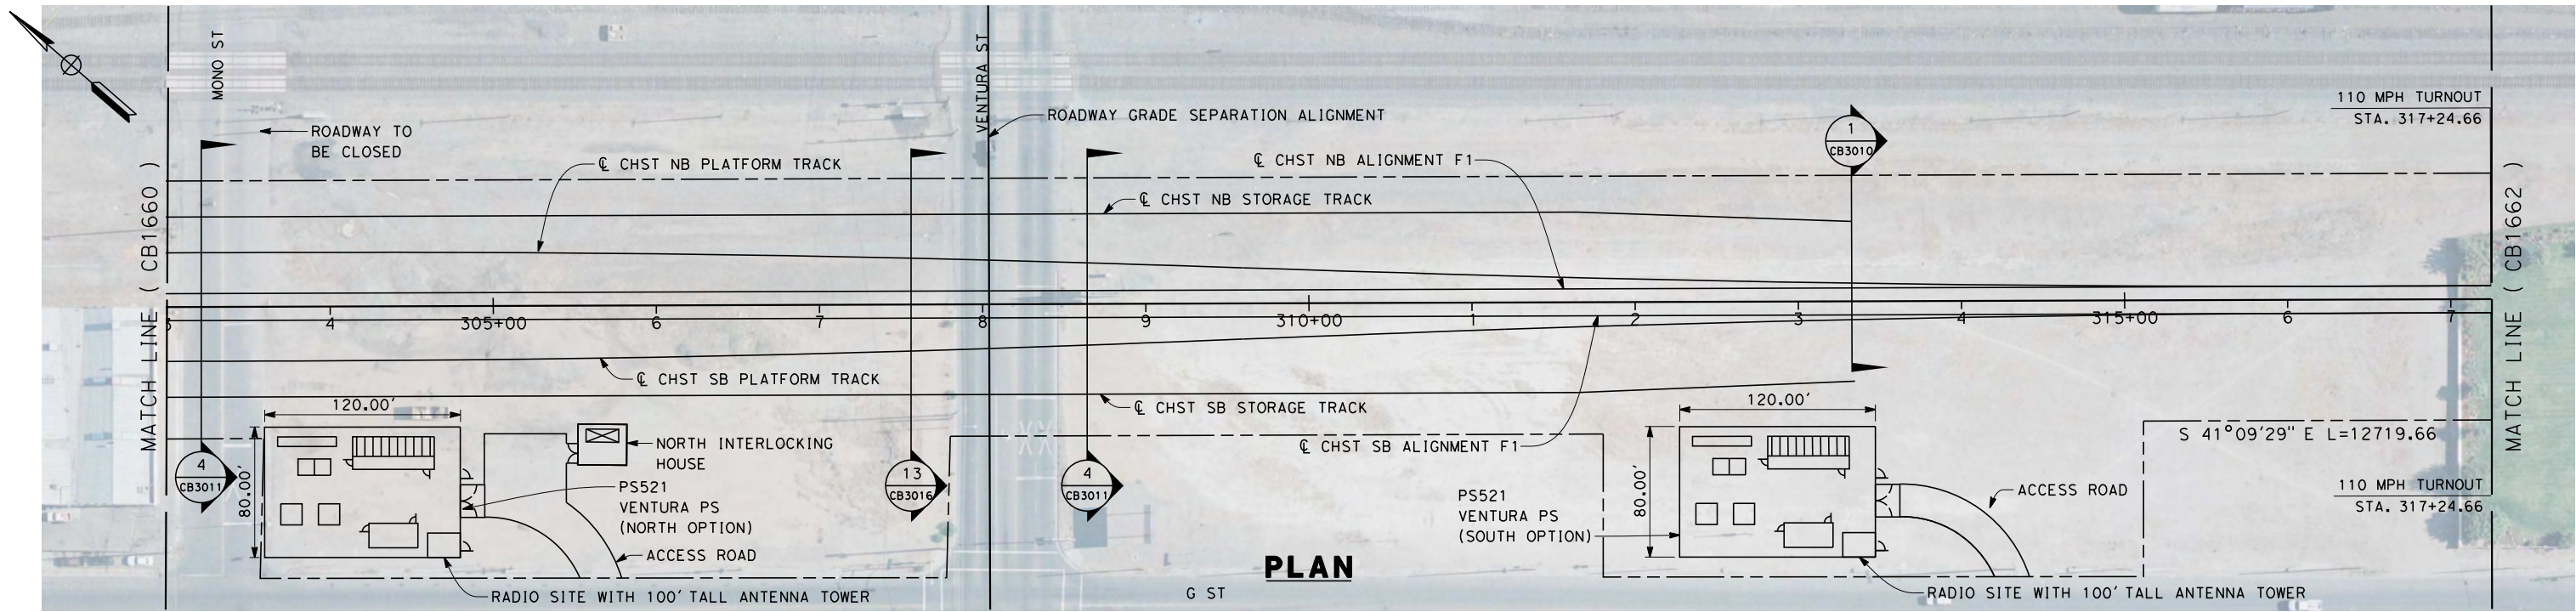 MONO ST
VENTURA ST
110 MPH TURNOUT
STA. 317+24.66
ROADWAY TO
BE CLOSED
ROADWAY GRADE SEPARATION ALIGNMENT
1
CB3010
℄ CHST NB PLATFORM TRACK
℄ CHST NB ALIGNMENT F1
℄ CHST NB STORAGE TRACK
MATCH LINE ( CB1660 )
MATCH LINE ( CB1662 )
3 4 305+00 6 7 8 9 310+00 1 2 3 4 315+00 6 7
℄ CHST SB PLATFORM TRACK
℄ CHST SB STORAGE TRACK
℄ CHST SB ALIGNMENT F1
120.00'
80.00'
NORTH INTERLOCKING
HOUSE
4
CB3011
13
CB3016
4
CB3011
PS521
VENTURA PS
(NORTH OPTION)
ACCESS ROAD
RADIO SITE WITH 100' TALL ANTENNA TOWER
PLAN
G ST
120.00'
80.00'
PS521
VENTURA PS
(SOUTH OPTION)
ACCESS ROAD
RADIO SITE WITH 100' TALL ANTENNA TOWER
S 41°09'29" E L=12719.66
110 MPH TURNOUT
STA. 317+24.66